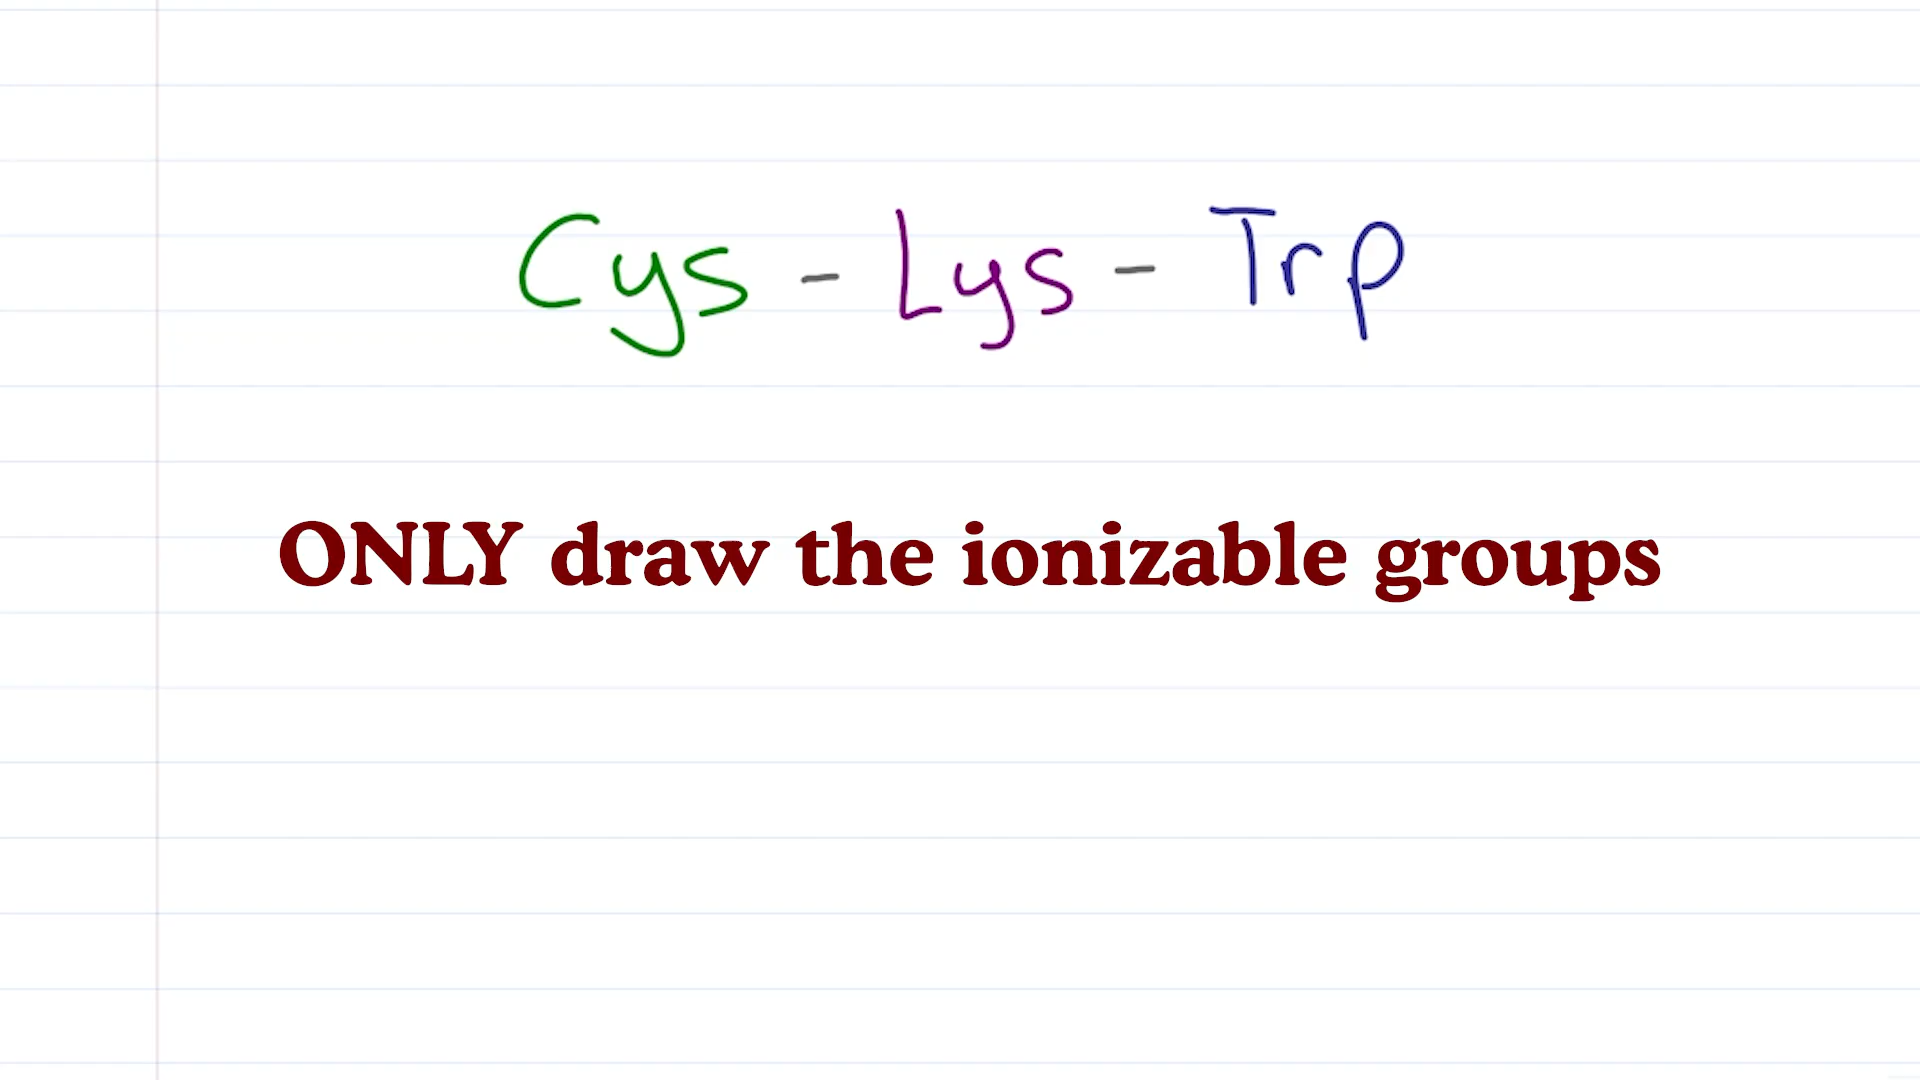 Cys - Lys - Trp
ONLY draw the ionizable groups